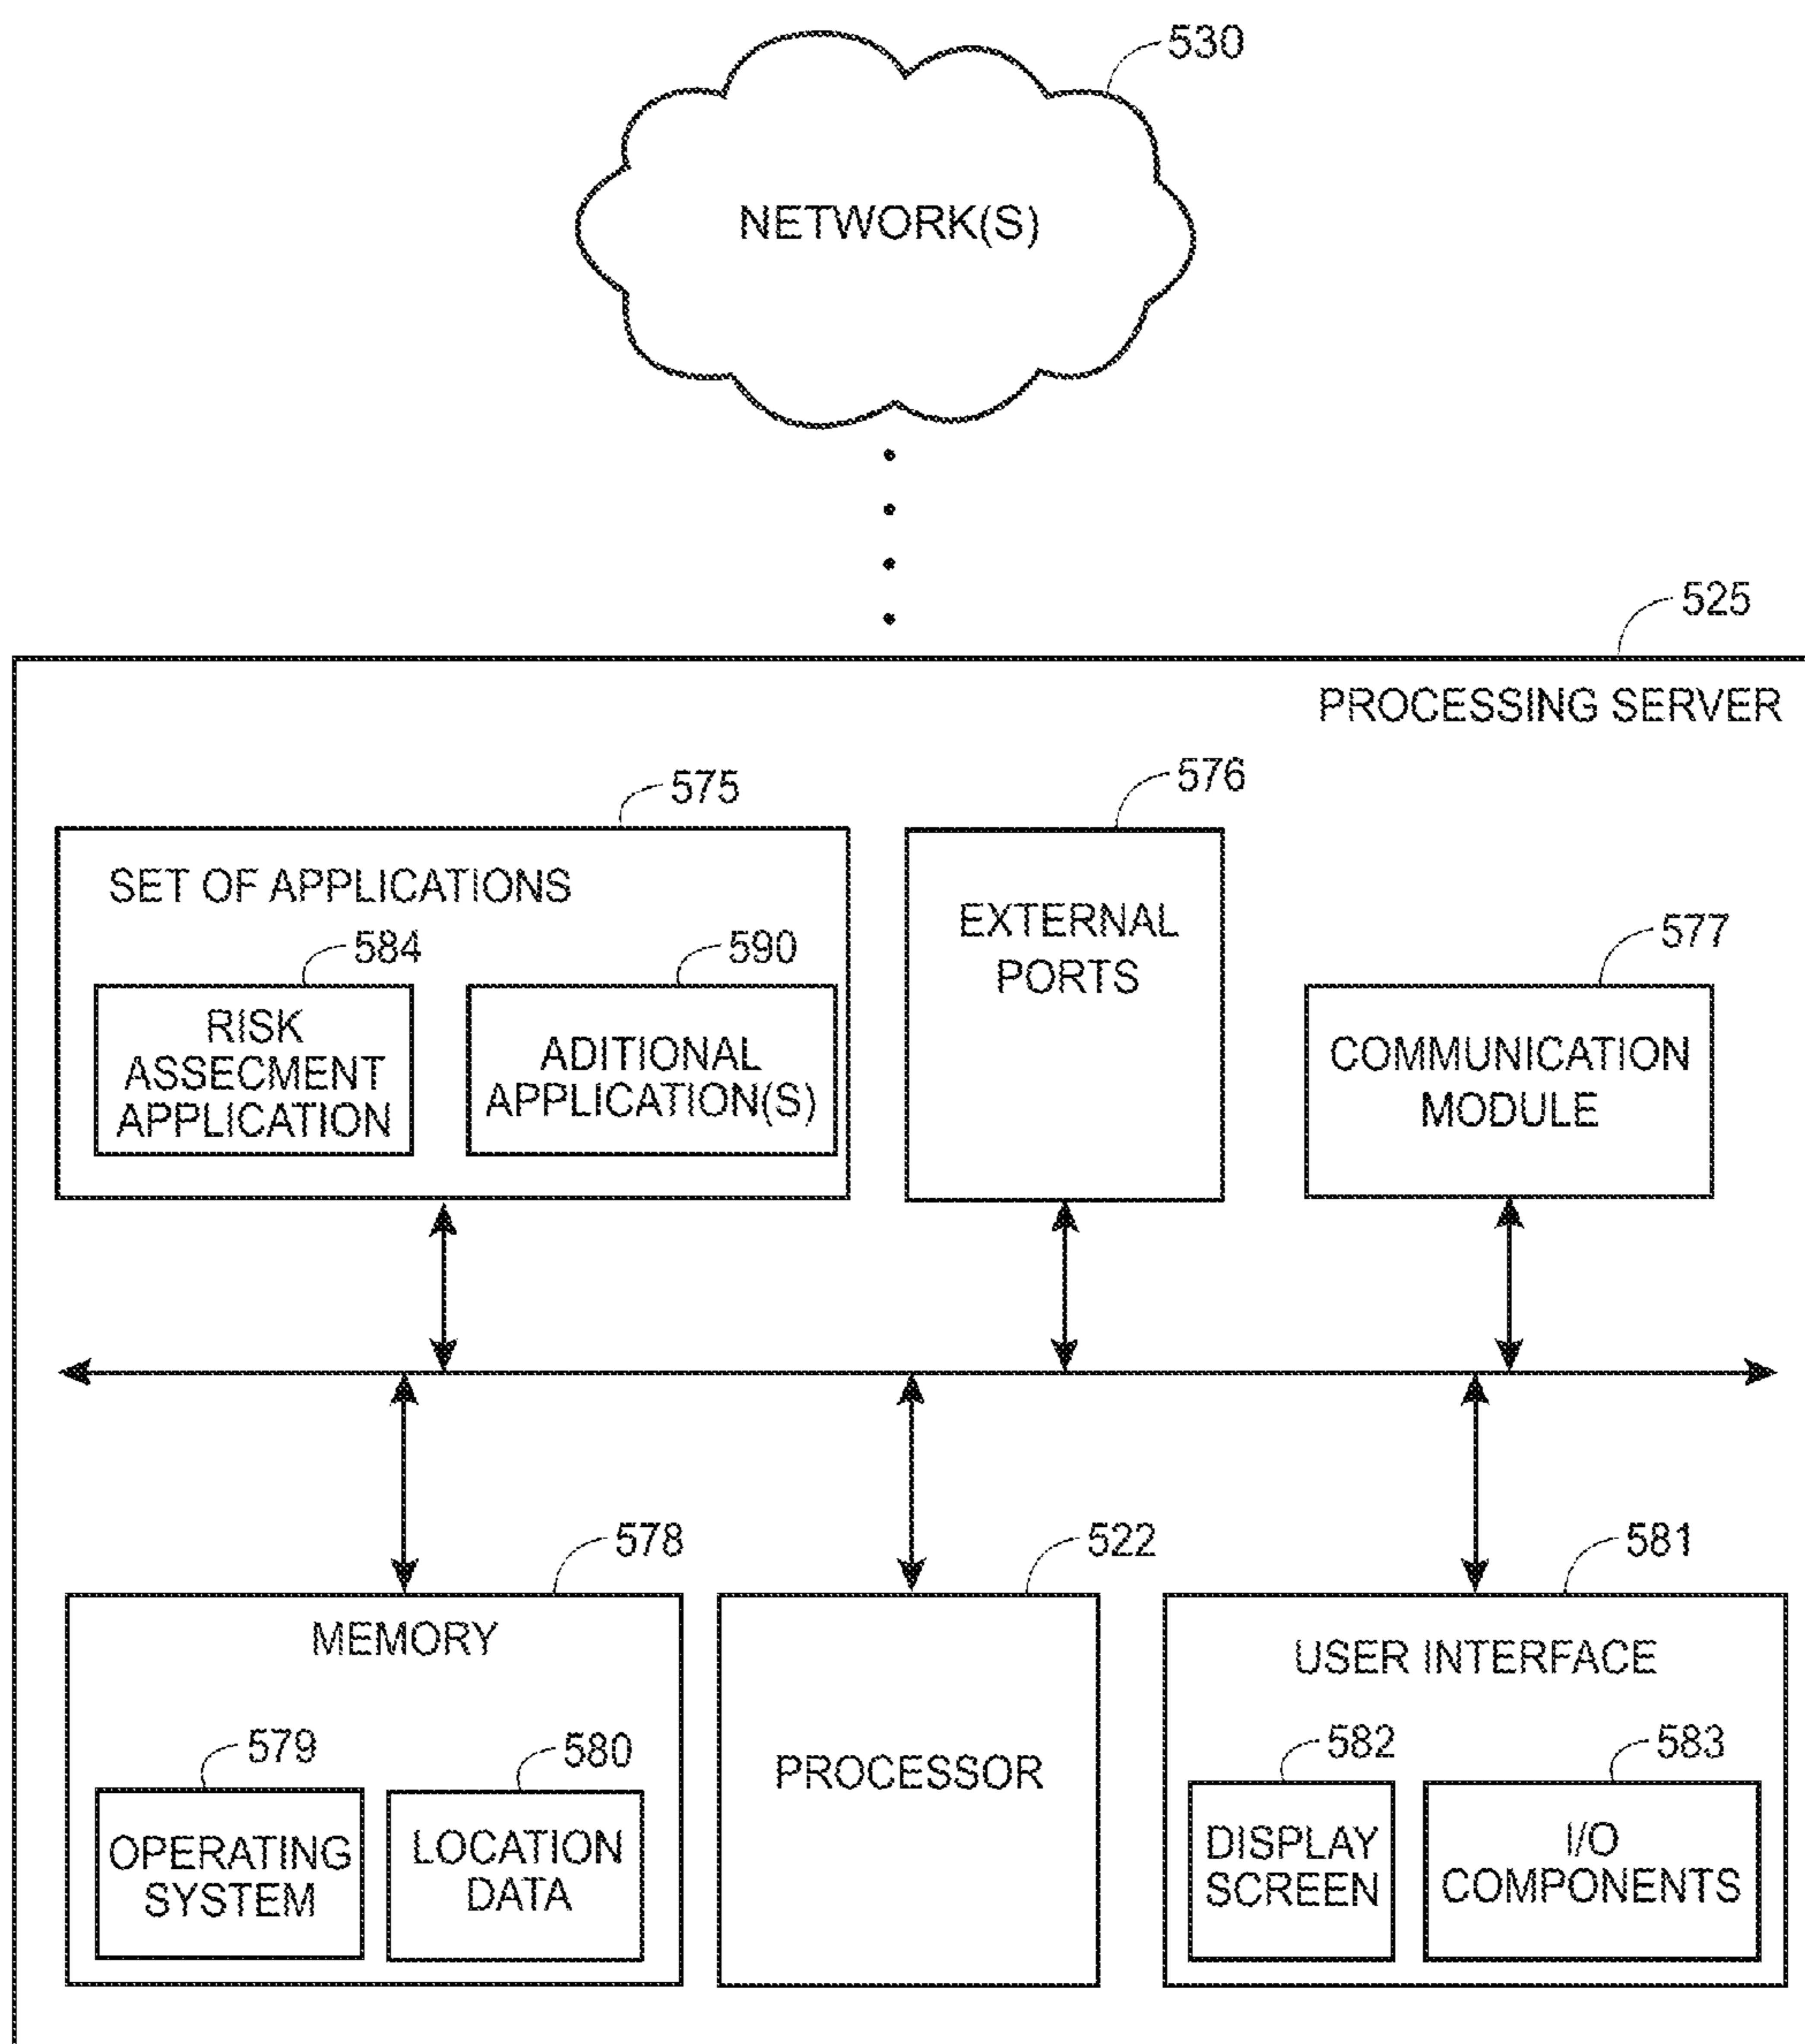 530
NETWORK(S)
525
PROCESSING SERVER
575
SET OF APPLICATIONS
584
RISK
ASSECMENT
APPLICATION
590
ADITIONAL
APPLICATION(S)
576
EXTERNAL
PORTS
577
COMMUNICATION
MODULE
578
MEMORY
579
OPERATING
SYSTEM
580
LOCATION
DATA
522
PROCESSOR
581
USER INTERFACE
582
DISPLAY
SCREEN
583
I/O
COMPONENTS